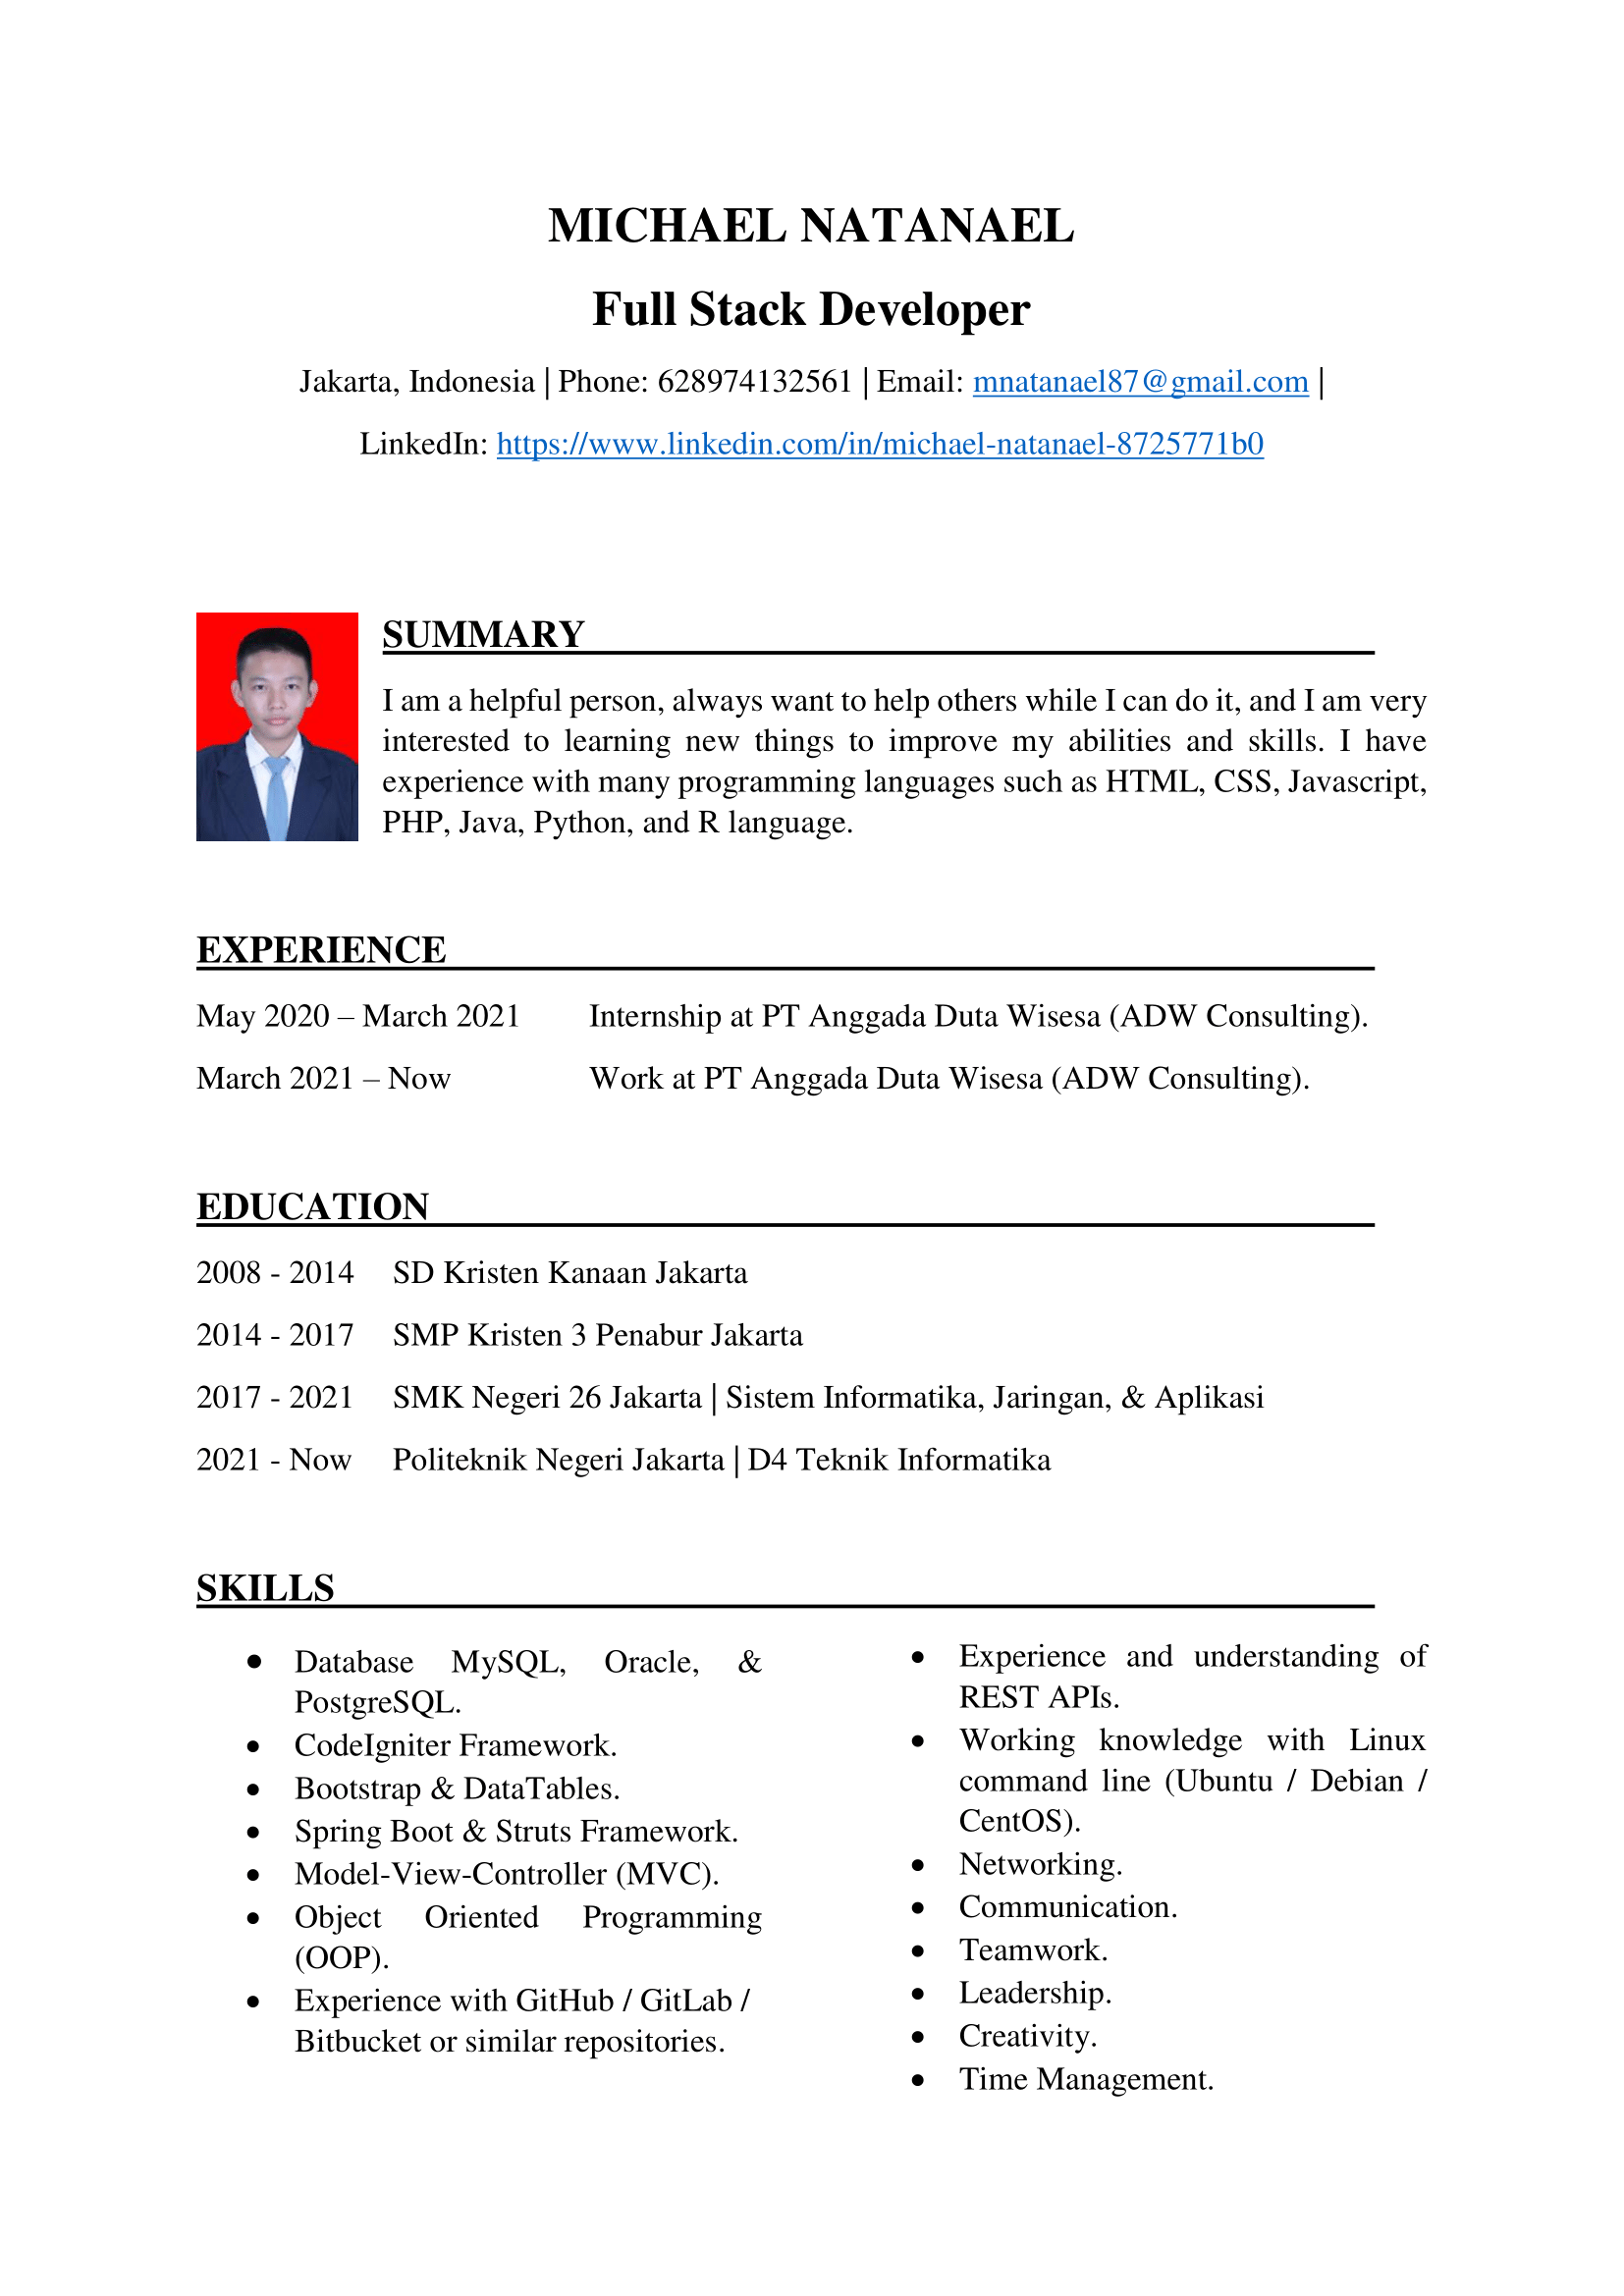 MICHAEL NATANAEL
Full Stack Developer
Jakarta, Indonesia | Phone: 628974132561 | Email: mnatanael87@gmail.com |
LinkedIn: https://www.linkedin.com/in/michael-natanael-8725771b0
SUMMARY
I am a helpful person, always want to help others while I can do it, and I am very
interested to learning new things to improve my abilities and skills. I have
experience with many programming languages such as HTML, CSS, Javascript,
PHP, Java, Python, and R language.
EXPERIENCE
May 2020 – March 2021 Internship at PT Anggada Duta Wisesa (ADW Consulting).
March 2021 – Now Work at PT Anggada Duta Wisesa (ADW Consulting).
EDUCATION
2008 - 2014 SD Kristen Kanaan Jakarta
2014 - 2017 SMP Kristen 3 Penabur Jakarta
2017 - 2021 SMK Negeri 26 Jakarta | Sistem Informatika, Jaringan, & Aplikasi
2021 - Now Politeknik Negeri Jakarta | D4 Teknik Informatika
SKILLS
• Database MySQL, Oracle, &
PostgreSQL.
• CodeIgniter Framework.
• Bootstrap & DataTables.
• Spring Boot & Struts Framework.
• Model-View-Controller (MVC).
• Object Oriented Programming
(OOP).
• Experience with GitHub / GitLab /
Bitbucket or similar repositories.
• Experience and understanding of
REST APIs.
• Working knowledge with Linux
command line (Ubuntu / Debian /
CentOS).
• Networking.
• Communication.
• Teamwork.
• Leadership.
• Creativity.
• Time Management.